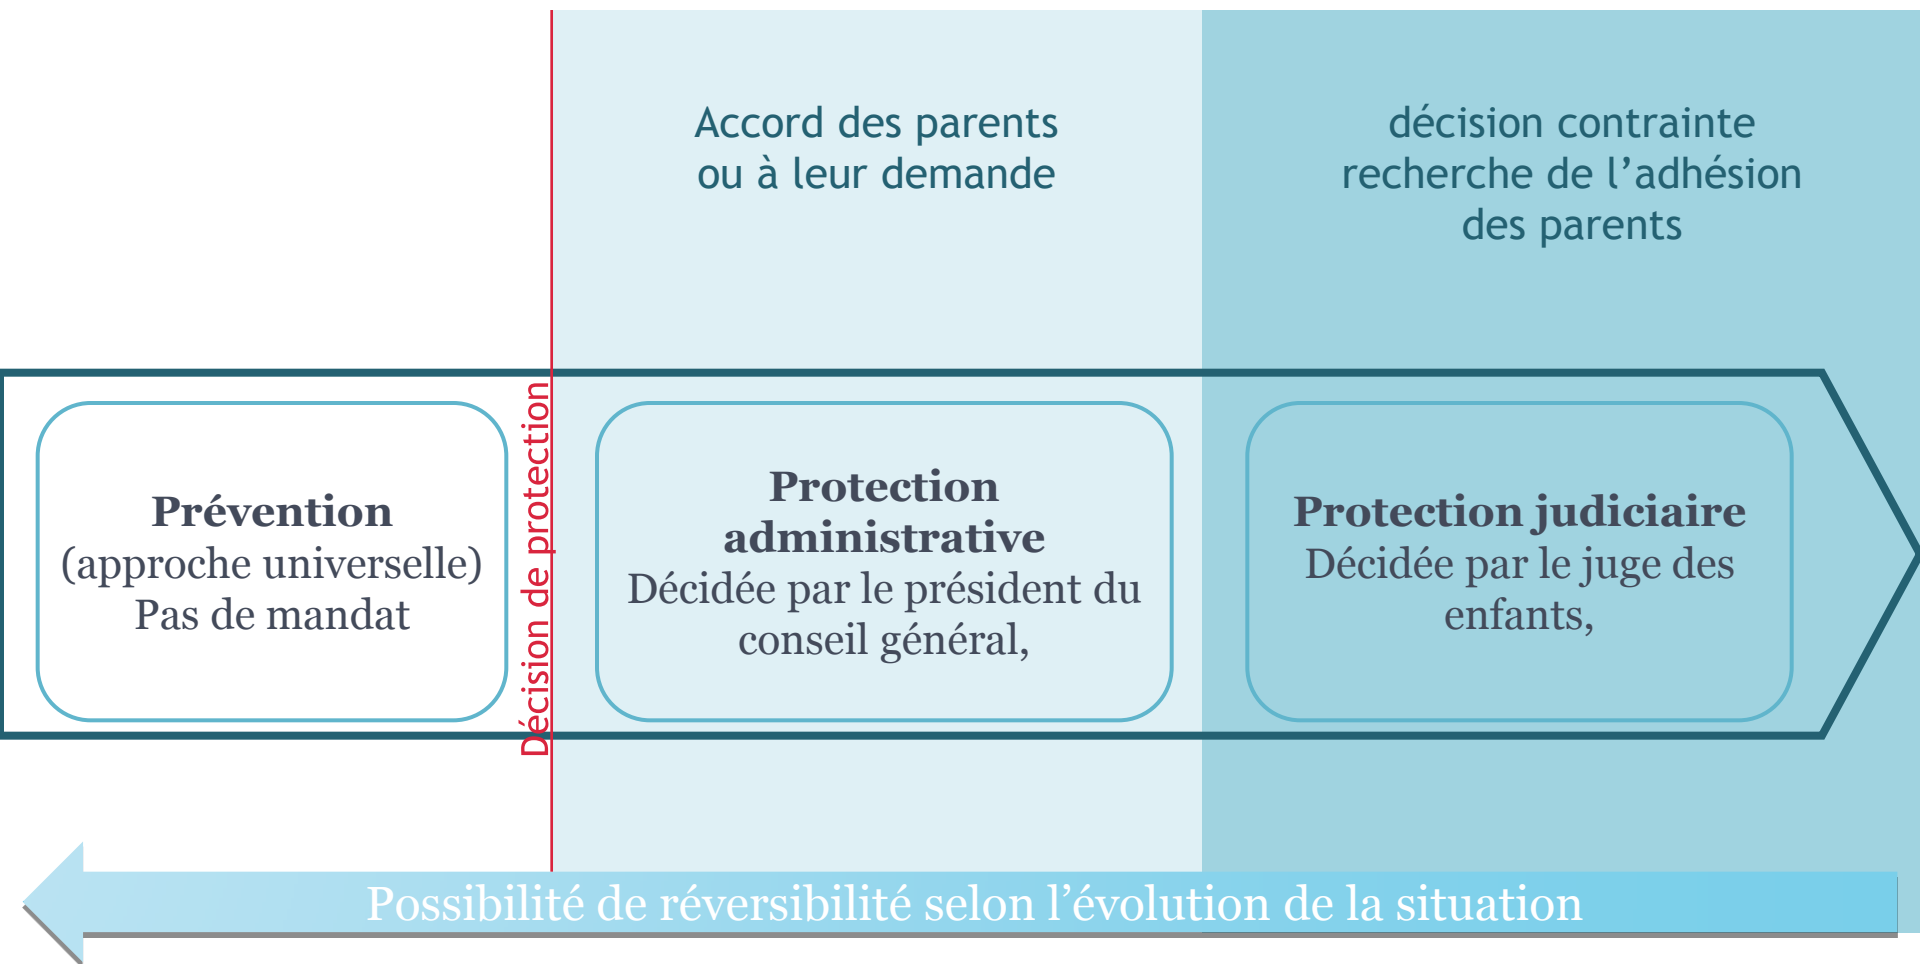 Accord des parents
ou à leur demande
décision contrainte
recherche de l’adhésion
des parents
Prévention
(approche universelle)
Pas de mandat
Décision de protection
Protection
administrative
Décidée par le président du
conseil général,
Protection judiciaire
Décidée par le juge des
enfants,
Possibilité de réversibilité selon l’évolution de la situation